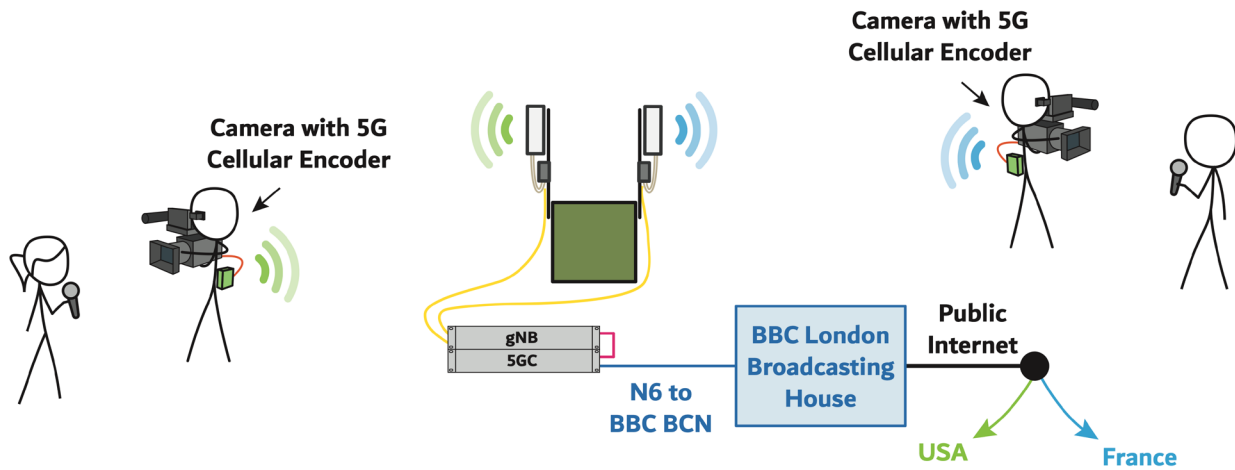 Camera with 5G
Cellular Encoder
Camera with 5G
Cellular Encoder
gNB
5GC
N6 to
BBC BCN
BBC London
Broadcasting
House
Public
Internet
USA
France